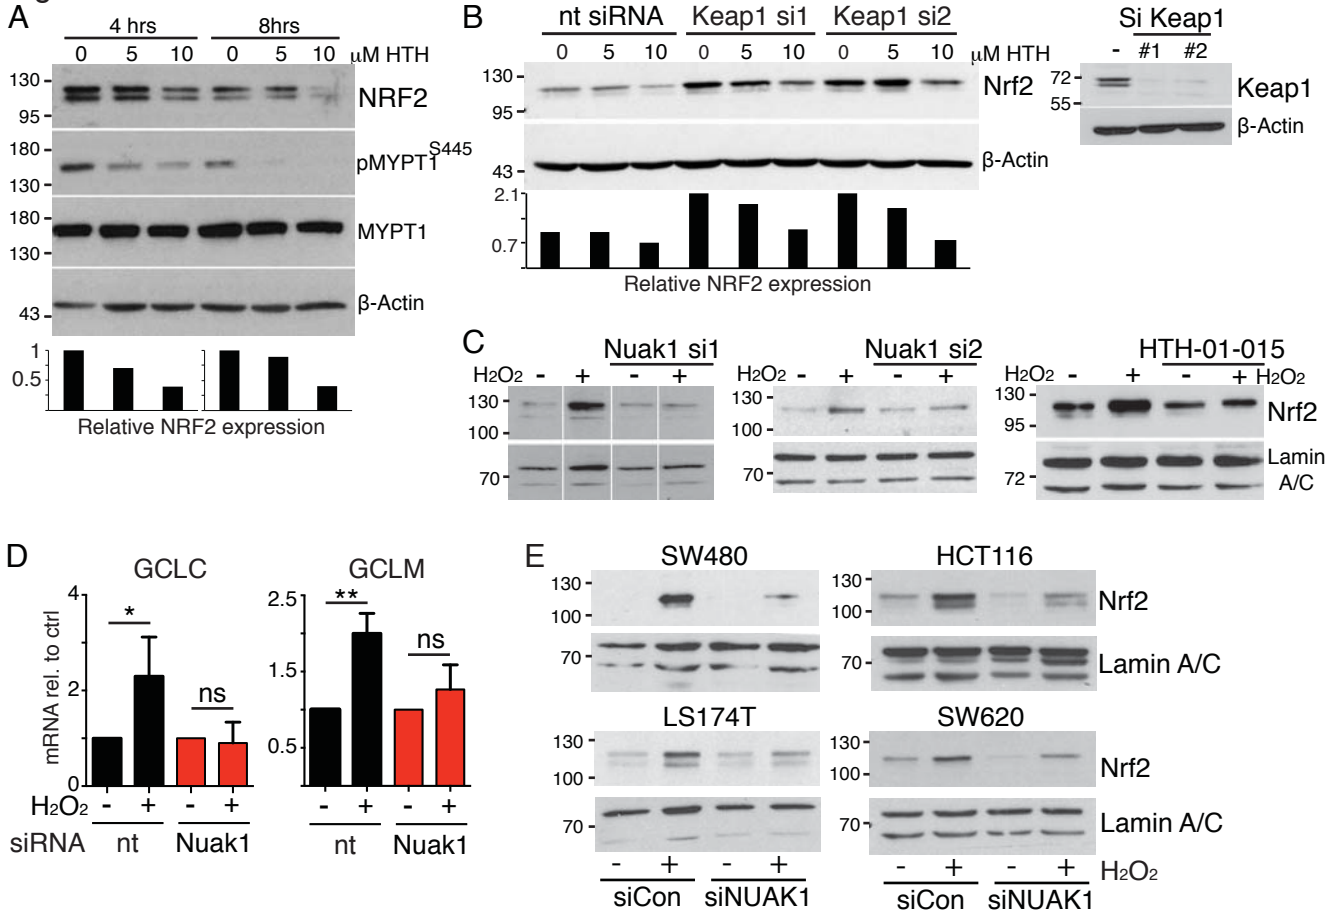 A
4 hrs 8hrs
0 5 10 0 5 10 μM HTH
130
95
NRF2
180
130
pMYPT1S445
180
130
MYPT1
43
β-Actin
1
0.5
Relative NRF2 expression
B
nt siRNA Keap1 si1 Keap1 si2
0 5 10 0 5 10 0 5 10 μM HTH
130
95
Nrf2
43
β-Actin
2.1
0.7
Relative NRF2 expression
Si Keap1
- #1 #2
72
55
Keap1
β-Actin
C
Nuak1 si1
H2O2 - + - +
130
100
70
Nuak1 si2
H2O2 - + - +
130
100
70
HTH-01-015
H2O2 - + - + H2O2
130
95
Nrf2
72
Lamin
A/C
D
GCLC
mRNA rel. to ctrl
4
2
0
*
ns
H2O2 - + - +
siRNA nt Nuak1
GCLM
2.5
1.5
0.5
**
ns
- + - +
nt Nuak1
E
SW480
130
100
70
HCT116
130
100
Nrf2
70
Lamin A/C
LS174T
130
100
70
SW620
130
100
Nrf2
70
Lamin A/C
- + - +
siCon siNUAK1
- + - + H2O2
siCon siNUAK1